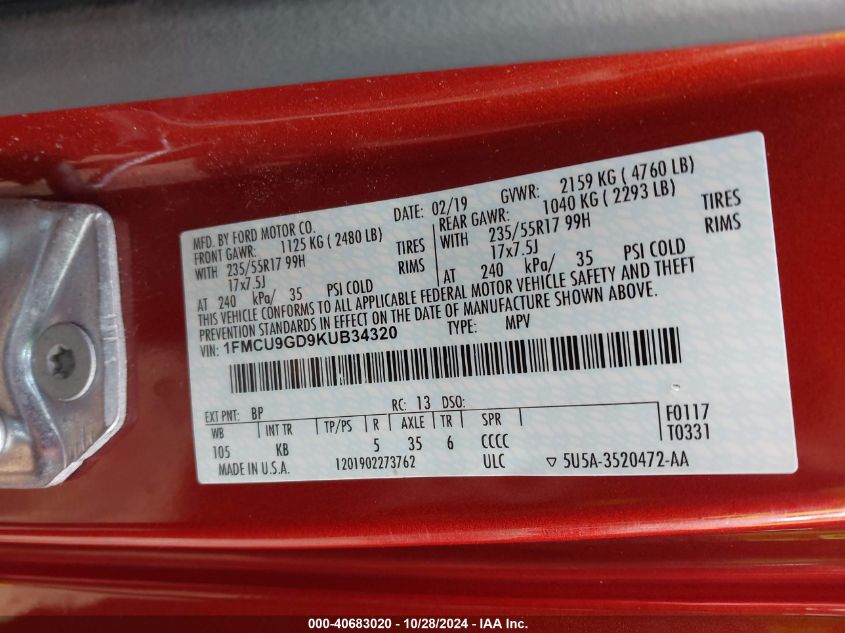 MFD. BY FORD MOTOR CO. DATE: 02/19 GVWR: 2159 KG ( 4760 LB)
FRONT GAWR: 1125 KG ( 2480 LB) REAR GAWR: 1040 KG ( 2293 LB)
WITH 235/55R17 99H TIRES WITH 235/55R17 99H TIRES
17x7.5J RIMS 17x7.5J RIMS
AT 240 kPa/ 35 PSI COLD AT 240 kPa/ 35 PSI COLD
THIS VEHICLE CONFORMS TO ALL APPLICABLE FEDERAL MOTOR VEHICLE SAFETY AND THEFT
PREVENTION STANDARDS IN EFFECT ON THE DATE OF MANUFACTURE SHOWN ABOVE.
VIN: 1FMCU9GD9KUB34320 TYPE: MPV
EXT PNT: BP RC: 13 DSO:
WB INT TR TP/PS R AXLE TR SPR F0117
105 KB 5 35 6 CCCC T0331
MADE IN U.S.A. 1201902273762 ULC ▽ 5U5A-3520472-AA
000-40683020 - 10/28/2024 - IAA Inc.